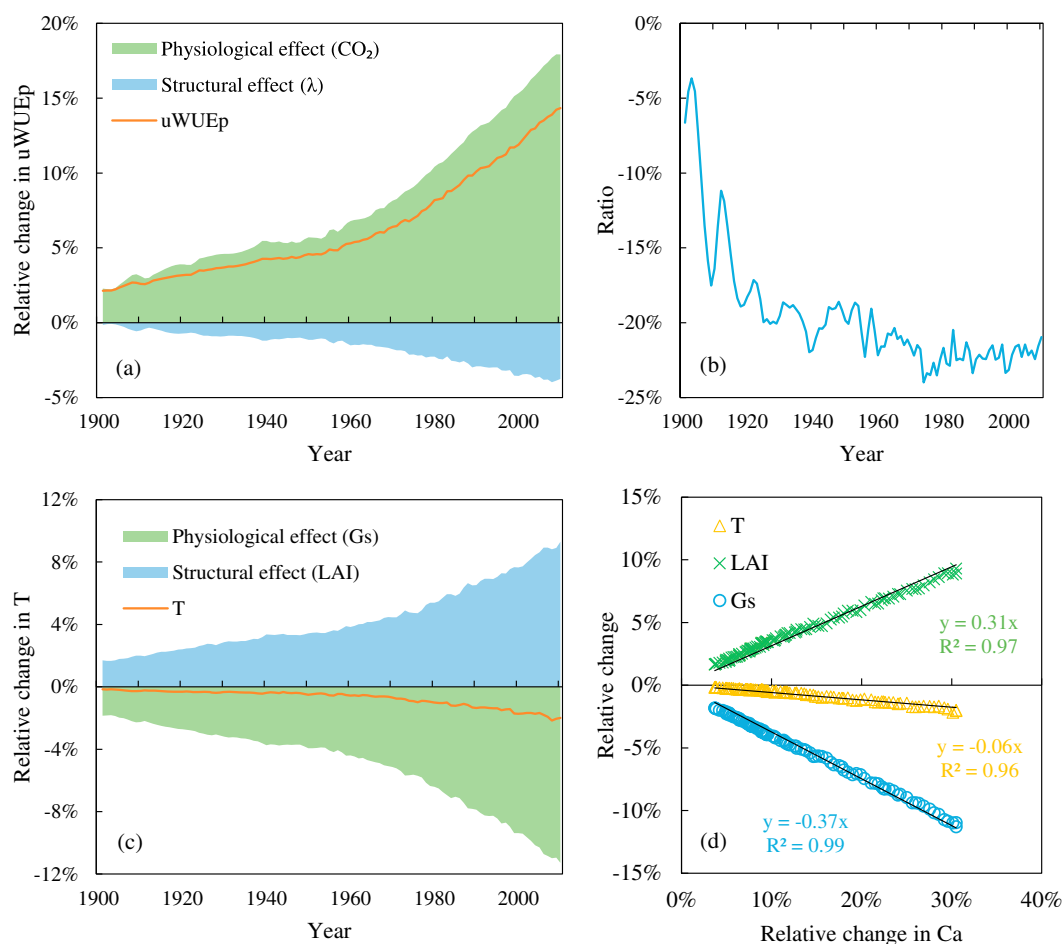 20%
15%
10%
5%
0%
-5%
Relative change in uWUEp
Physiological effect (CO₂)
Structural effect (λ)
uWUEp
(a)
1900 1920 1940 1960 1980 2000
Year
0%
-5%
-10%
-15%
-20%
-25%
Ratio
(b)
1900 1920 1940 1960 1980 2000
Year
12%
8%
4%
0%
-4%
-8%
-12%
Relative change in T
Physiological effect (Gs)
Structural effect (LAI)
T
(c)
1900 1920 1940 1960 1980 2000
Year
15%
10%
5%
0%
-5%
-10%
-15%
Relative change
T
LAI
Gs
y = 0.31x
R² = 0.97
y = -0.06x
R² = 0.96
y = -0.37x
R² = 0.99
(d)
0% 10% 20% 30% 40%
Relative change in Ca